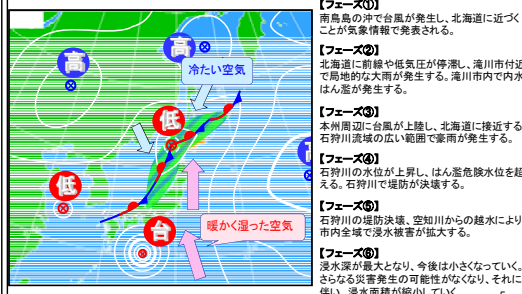 高
高
冷たい空気
低
低
高
暖かく湿った空気
台
【フェーズ①】
南鳥島の沖で台風が発生し、北海道に近づく
ことが気象情報で発表される。
【フェーズ②】
北海道に前線や低気圧が停滞し、滝川市付近
で局地的な大雨が発生する。滝川市内で内水
はん濫が発生する。
【フェーズ③】
本州周辺に台風が上陸し、北海道に接近する
石狩川流域の広い範囲で豪雨が発生する。
【フェーズ④】
石狩川の水位が上昇し、はん濫危険水位を超
える。石狩川で堤防が決壊する。
【フェーズ⑤】
石狩川の堤防決壊、空知川からの越水により
市内全域で浸水被害が拡大する。
【フェーズ⑥】
浸水深が最大となり、今後は小さくなっていく。
さらなる災害発生の可能性がなくなり、それに
伴い、浸水面積が縮小していく